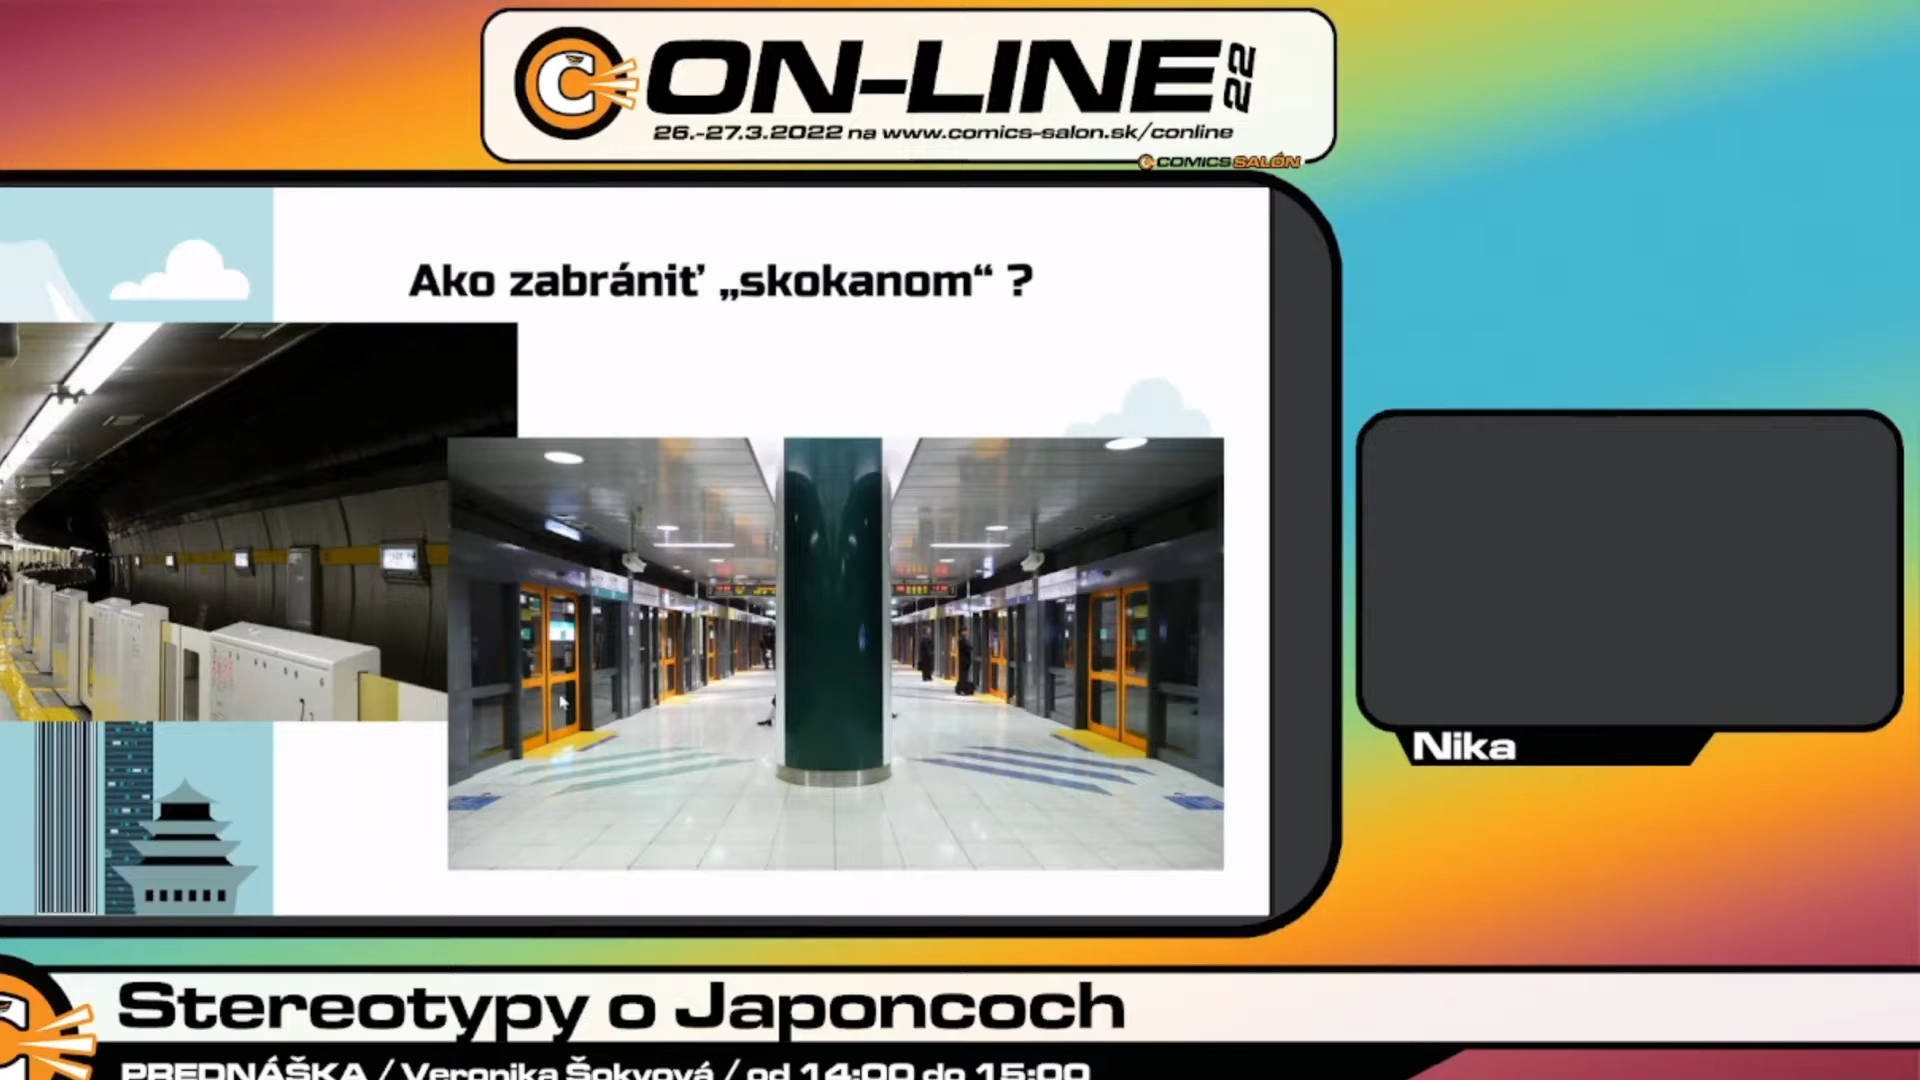 ON-LINE 22
26.-27.3.2022 na www.comics-salon.sk/conline
COMICS SALÓN
Ako zabrániť „skokanom“ ?
Nika
Stereotypy o Japoncoch
PREDNÁŠKA / Veronika Šokyová / od 14:00 do 15:00